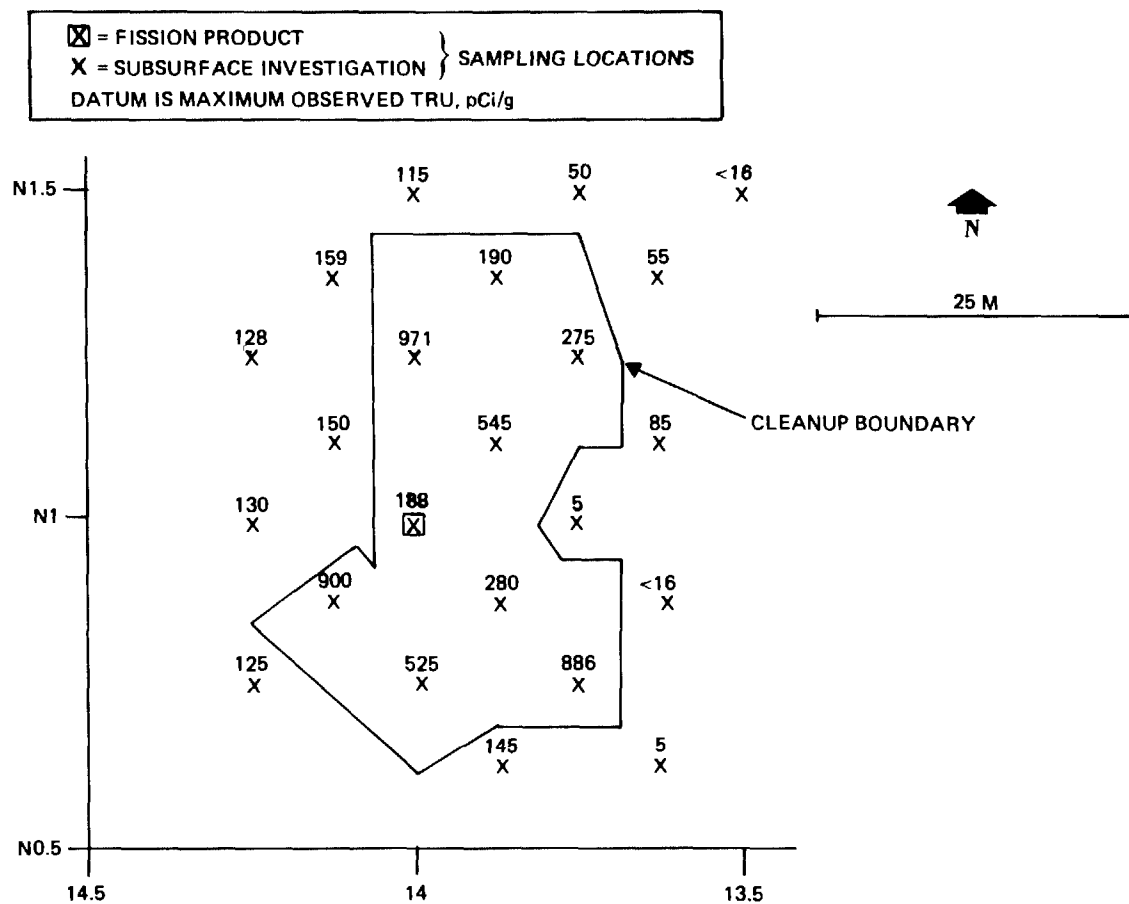 ☒ = FISSION PRODUCT
X = SUBSURFACE INVESTIGATION } SAMPLING LOCATIONS
DATUM IS MAXIMUM OBSERVED TRU, pCi/g
115 50 <16
N1.5
N
159 190 55
25 M
128 971 275
CLEANUP BOUNDARY
150 545 85
130 5
N1
900 280 <16
125 525 886
145 5
N0.5
14.5 14 13.5